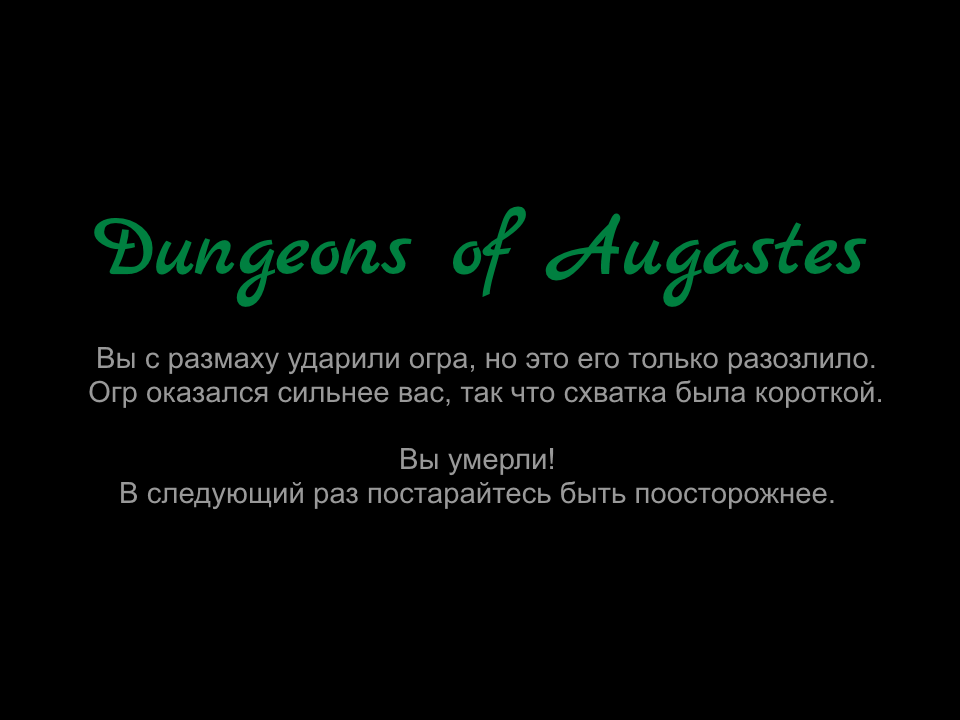 Dungeons of Augastes
Вы с размаху ударили огра, но это его только разозлило.
Огр оказался сильнее вас, так что схватка была короткой.
Вы умерли!
В следующий раз постарайтесь быть поосторожнее.